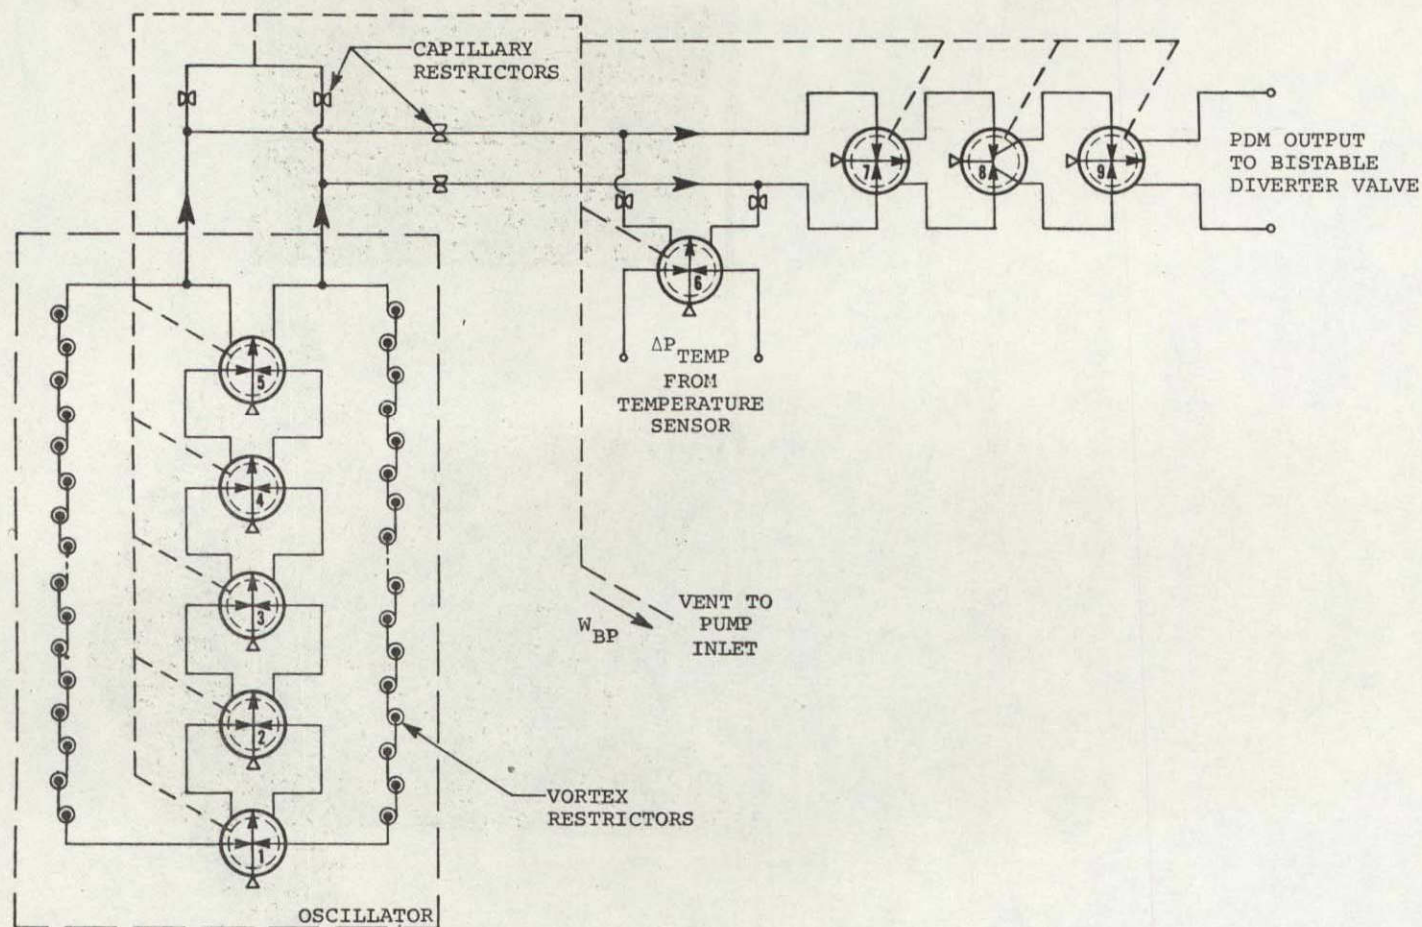 CAPILLARY
RESTRICTORS
7
8
9
PDM OUTPUT
TO BISTABLE
DIVERTER VALVE
6
ΔP TEMP
FROM
TEMPERATURE
SENSOR
5
4
3
2
1
W BP
VENT TO
PUMP
INLET
VORTEX
RESTRICTORS
OSCILLATOR